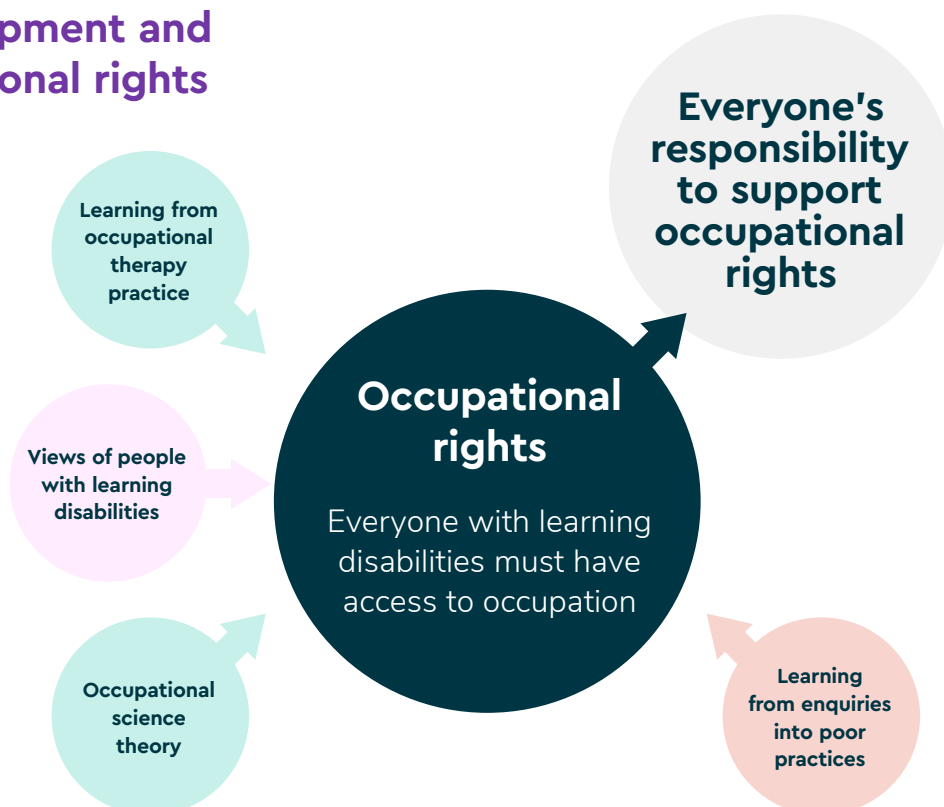 pment and
onal rights
Everyone's
responsibility
to support
occupational
rights
Learning from
occupational
therapy
practice
Occupational
rights
Everyone with learning
disabilities must have
access to occupation
Views of people
with learning
disabilities
Occupational
science
theory
Learning
from enquiries
into poor
practices